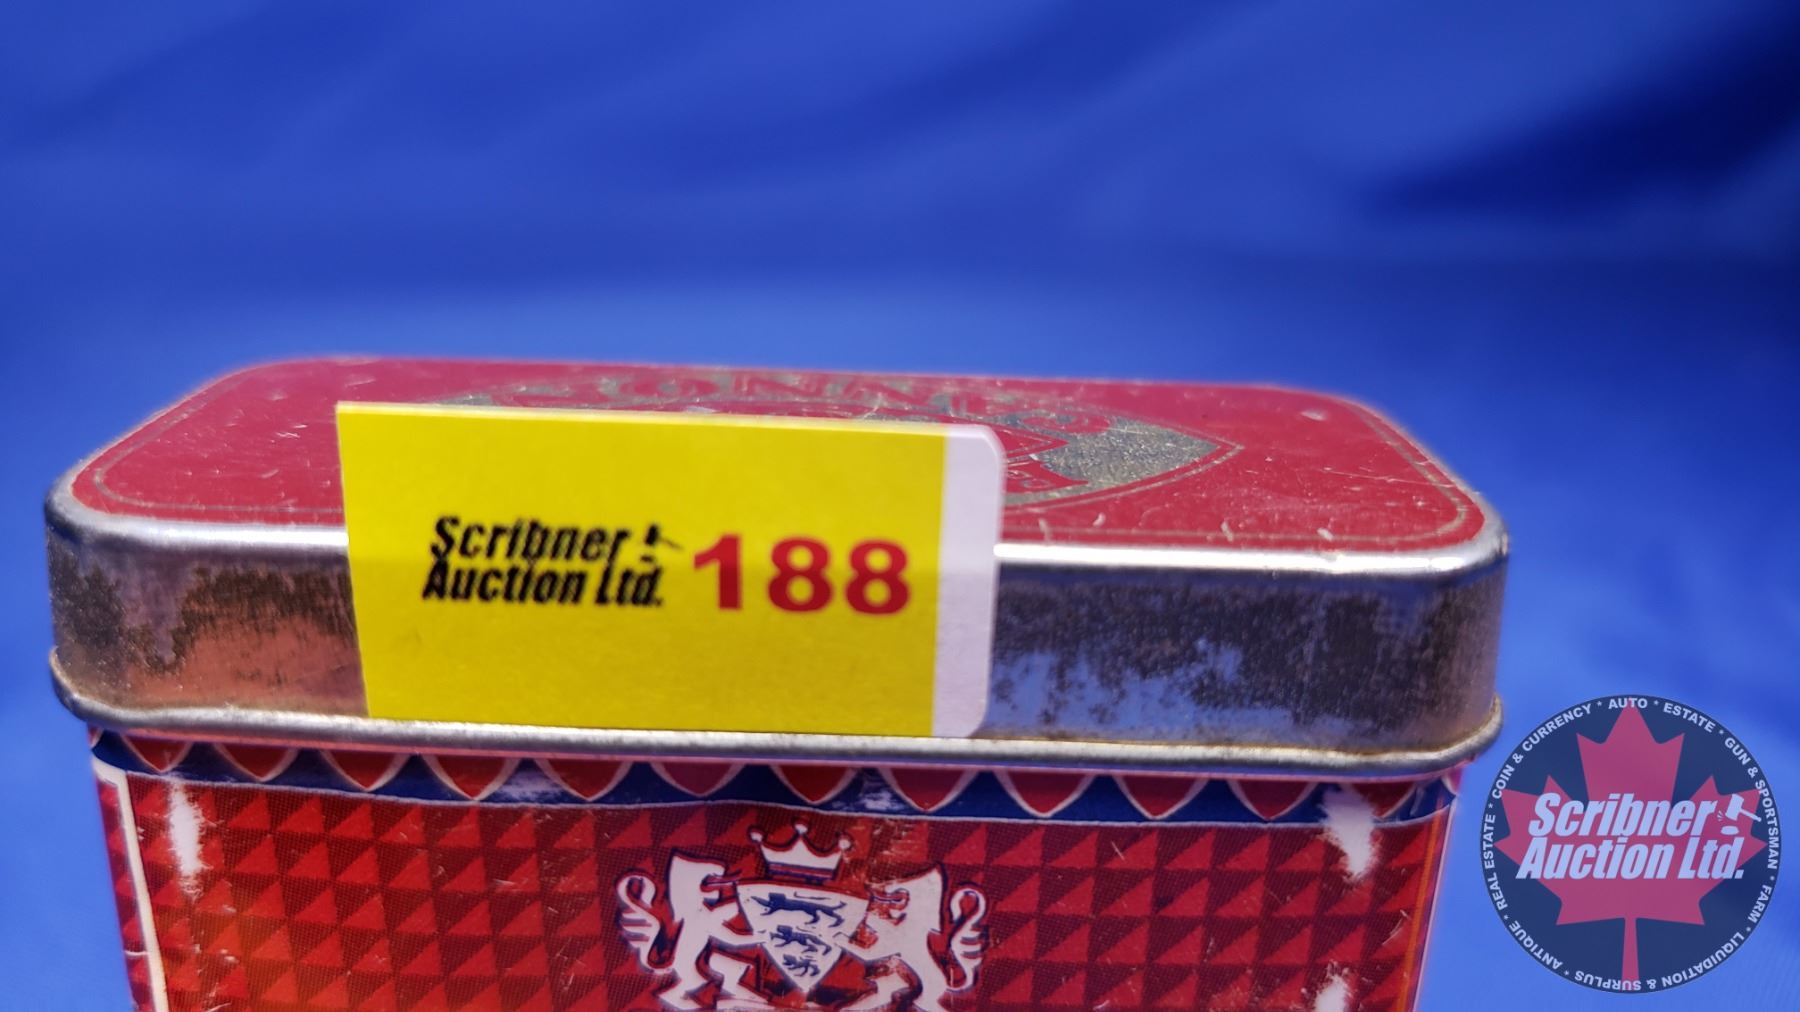 Scribner
Auction Ltd.
188
Scribner
Auction Ltd.
COIN & CURRENCY * AUTO * ESTATE * GUN & SPORTSMAN * FARM * LIQUIDATION & SURPLUS * ANTIQUE * REAL ESTATE *